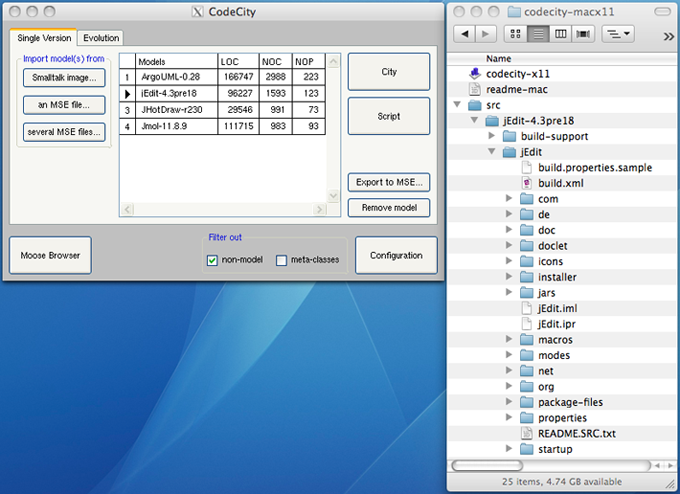 CodeCity
Single Version Evolution
Import model(s) from
Smalltalk image...
an MSE file...
several MSE files...
Models LOC NOC NOP
1 ArgoUML-0.28 166747 2988 223
jEdit-4.3pre18 96227 1593 123
3 JHotDraw-r230 29546 991 73
4 Jmol-11.8.9 111715 983 93
City
Script
Export to MSE...
Remove model
Moose Browser
Filter out
non-model meta-classes
Configuration
codecity-macx11
Name
codecity-x11
readme-mac
src
jEdit-4.3pre18
build-support
jEdit
build.properties.sample
build.xml
com
de
doc
doclet
icons
installer
jars
jEdit.iml
jEdit.ipr
macros
modes
net
org
package-files
properties
README.SRC.txt
startup
25 items, 4.74 GB available